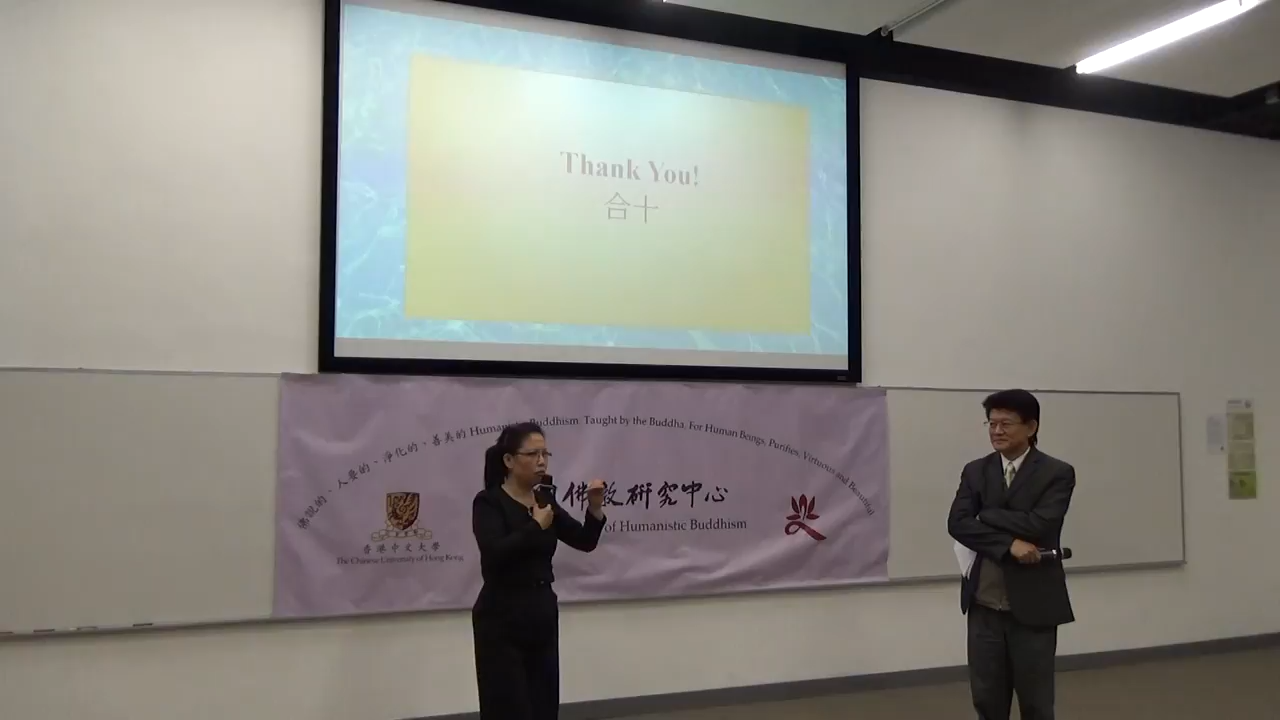 Thank You!
合十
佛說的、人要的、淨化的、善美的 Humanistic Buddhism: Taught by the Buddha, For Human Beings, Purifies, Virtuous and Beautiful
佛教研究中心
of Humanistic Buddhism
香港中文大學
The Chinese University of Hong Kong